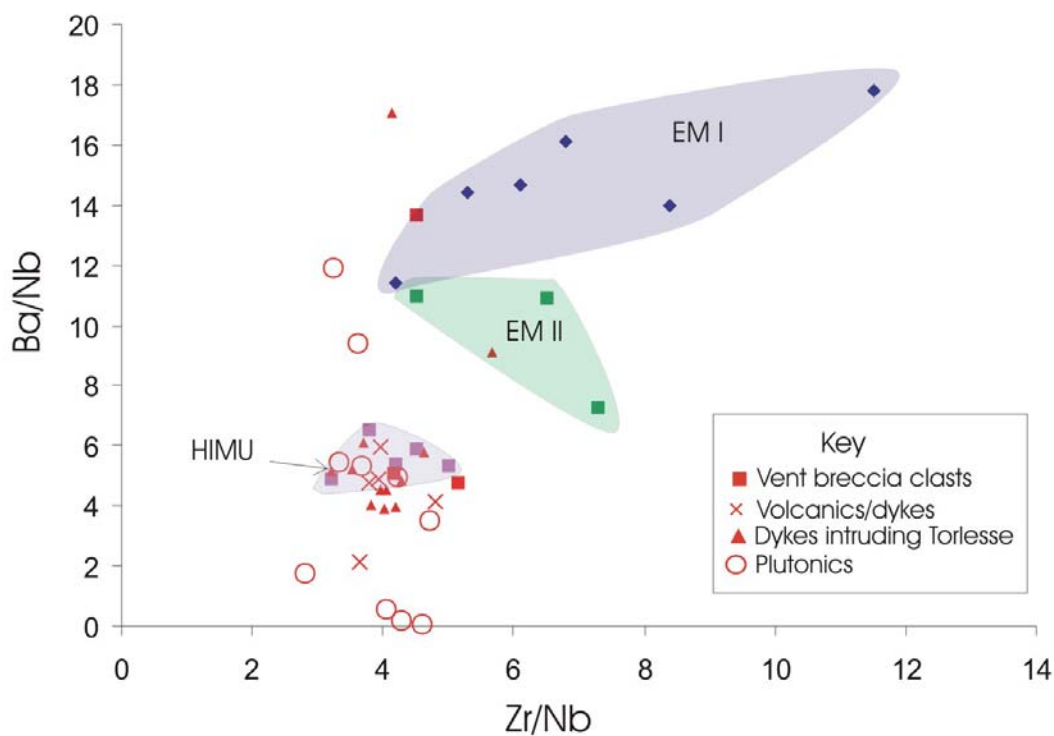 20
18
16
14
12
10
8
6
4
2
0
Ba/Nb
EM I
EM II
HIMU
Key
Vent breccia clasts
Volcanics/dykes
Dykes intruding Torlesse
Plutonics
0 2 4 6 8 10 12 14
Zr/Nb